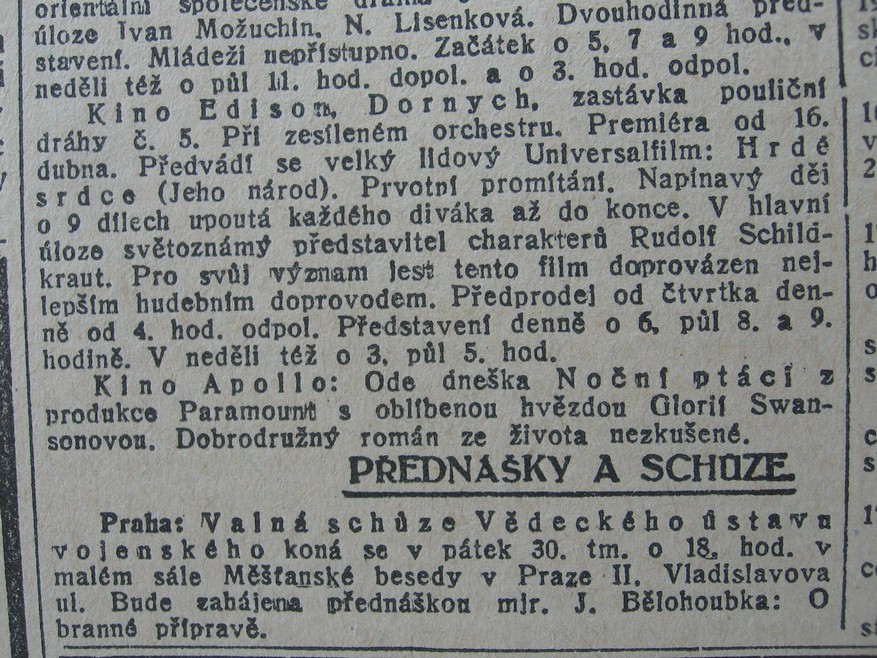 orientální společenské drama
úloze Ivan Možuchin, N. Lisenková. Dvouhodinná před-
stavení. Mládeži nepřístupno. Začátek o 5, 7 a 9 hod., v
neděli též o půl 11. hod. dopol. a o 3. hod. odpol.
Kino Edison, Dornych, zastávka pouliční
dráhy č. 5. Při zesíleném orchestru. Premiéra od 16.
dubna. Předvádí se velký lidový Universalfilm: Hrdé
srdce (Jeho národ). Prvotní promítání. Napínavý děj
o 9 dílech upoutá každého diváka až do konce. V hlavní
úloze světoznámý představitel charakterů Rudolf Schild-
kraut. Pro svůj význam jest tento film doprovázen nej-
lepším hudebním doprovodem. Předprodej od čtvrtka den-
ně od 4. hod. odpol. Představení denně o 6, půl 8. a 9.
hodině. V neděli též o 3, půl 5. hod.
Kino Apollo: Ode dneška Noční ptáci z
produkce Paramount s oblíbenou hvězdou Glorií Swan-
sonovou. Dobrodružný román ze života nezkušené.
PŘEDNÁŠKY A SCHŮZE.
Praha: Valná schůze Vědeckého ústavu
vojenského koná se v pátek 30. tm. o 18. hod. v
malém sále Měšťanské besedy v Praze II. Vladislavova
ul. Bude zahájena přednáškou mjr. J. Bělohoubka: O
branné přípravě.